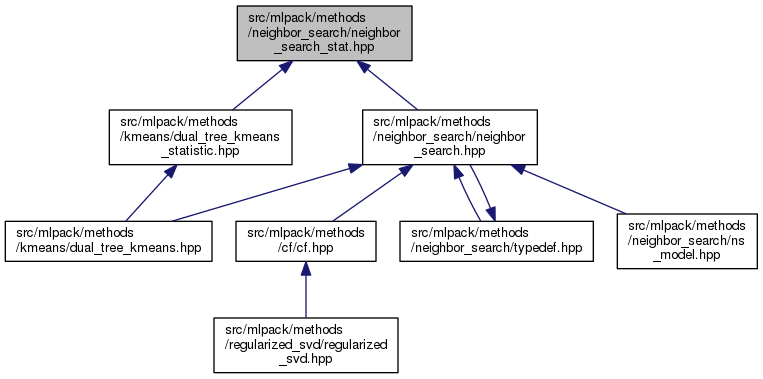 src/mlpack/methods
/neighbor_search/neighbor
_search_stat.hpp
src/mlpack/methods
/kmeans/dual_tree_kmeans
_statistic.hpp
src/mlpack/methods
/neighbor_search/neighbor
_search.hpp
src/mlpack/methods
/kmeans/dual_tree_kmeans.hpp
src/mlpack/methods
/cf/cf.hpp
src/mlpack/methods
/neighbor_search/typedef.hpp
src/mlpack/methods
/neighbor_search/ns
_model.hpp
src/mlpack/methods
/regularized_svd/regularized
_svd.hpp